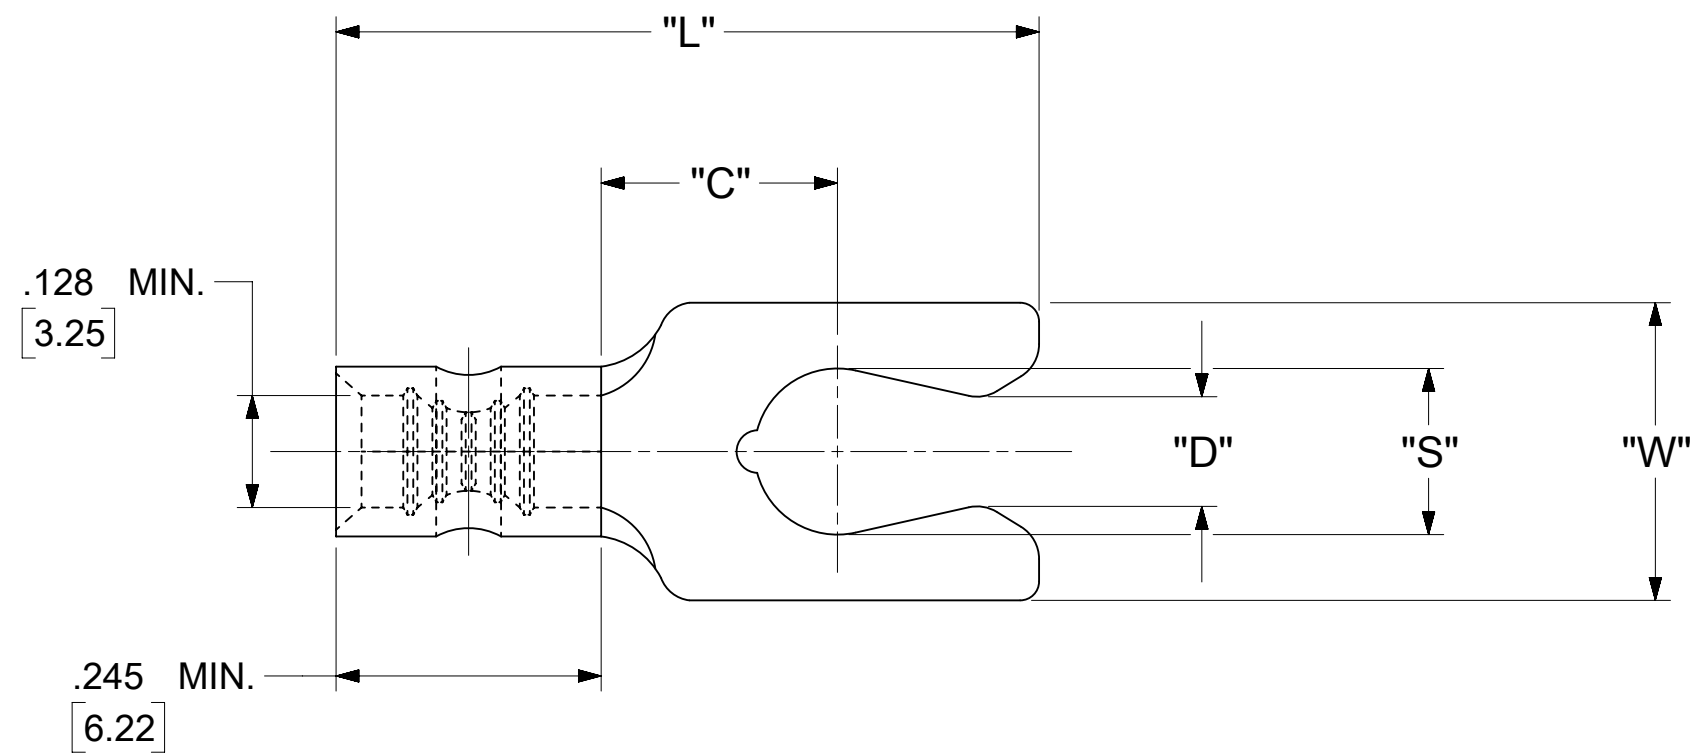 "L"
"C"
.128 MIN.
[3.25]
"D"
"S"
"W"
.245 MIN.
[6.22]